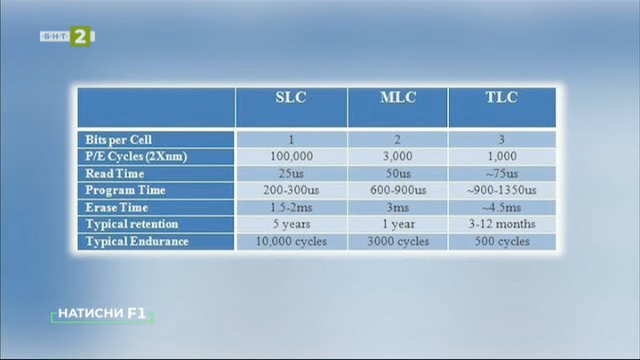 БНТ 2
SLC MLC TLC
Bits per Cell 1 2 3
P/E Cycles (2Xnm) 100,000 3,000 1,000
Read Time 25us 50us ~75us
Program Time 200-300us 600-900us ~900-1350us
Erase Time 1.5-2ms 3ms ~4.5ms
Typical retention 5 years 1 year 3-12 months
Typical Endurance 10,000 cycles 3000 cycles 500 cycles
НАТИСНИ F1